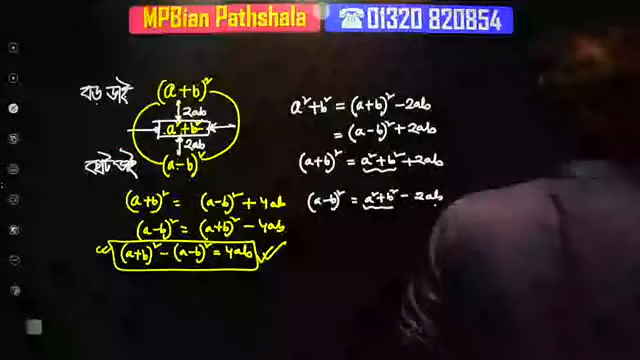 MPBian Pathshala
☎01320 820854
বড় ভাই (a+b)²
2ab
a²+b²
2ab
ছোট ভাই (a-b)²
(a+b)² = (a-b)² + 4ab
(a-b)² = (a+b)² - 4ab
(a+b)² - (a-b)² = 4ab
a²+b² = (a+b)² - 2ab
= (a-b)² + 2ab
(a+b)² = a²+b² + 2ab
(a-b)² = a²+b² - 2ab